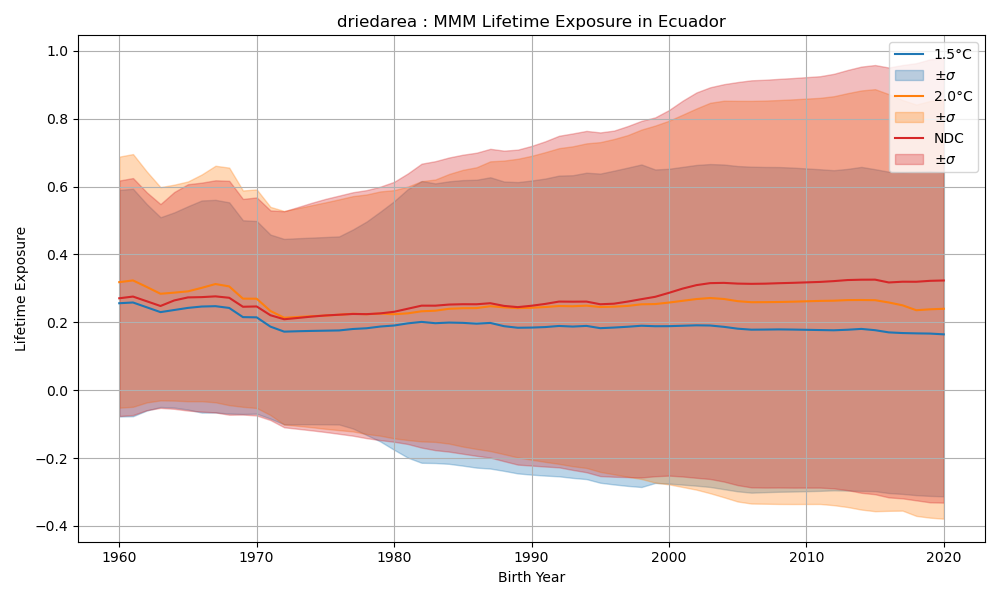 driedarea : MMM Lifetime Exposure in Ecuador
1.0
0.8
0.6
0.4
0.2
0.0
−0.2
−0.4
Lifetime Exposure
1960
1970
1980
1990
2000
2010
2020
Birth Year
1.5°C
±σ
2.0°C
±σ
NDC
±σ